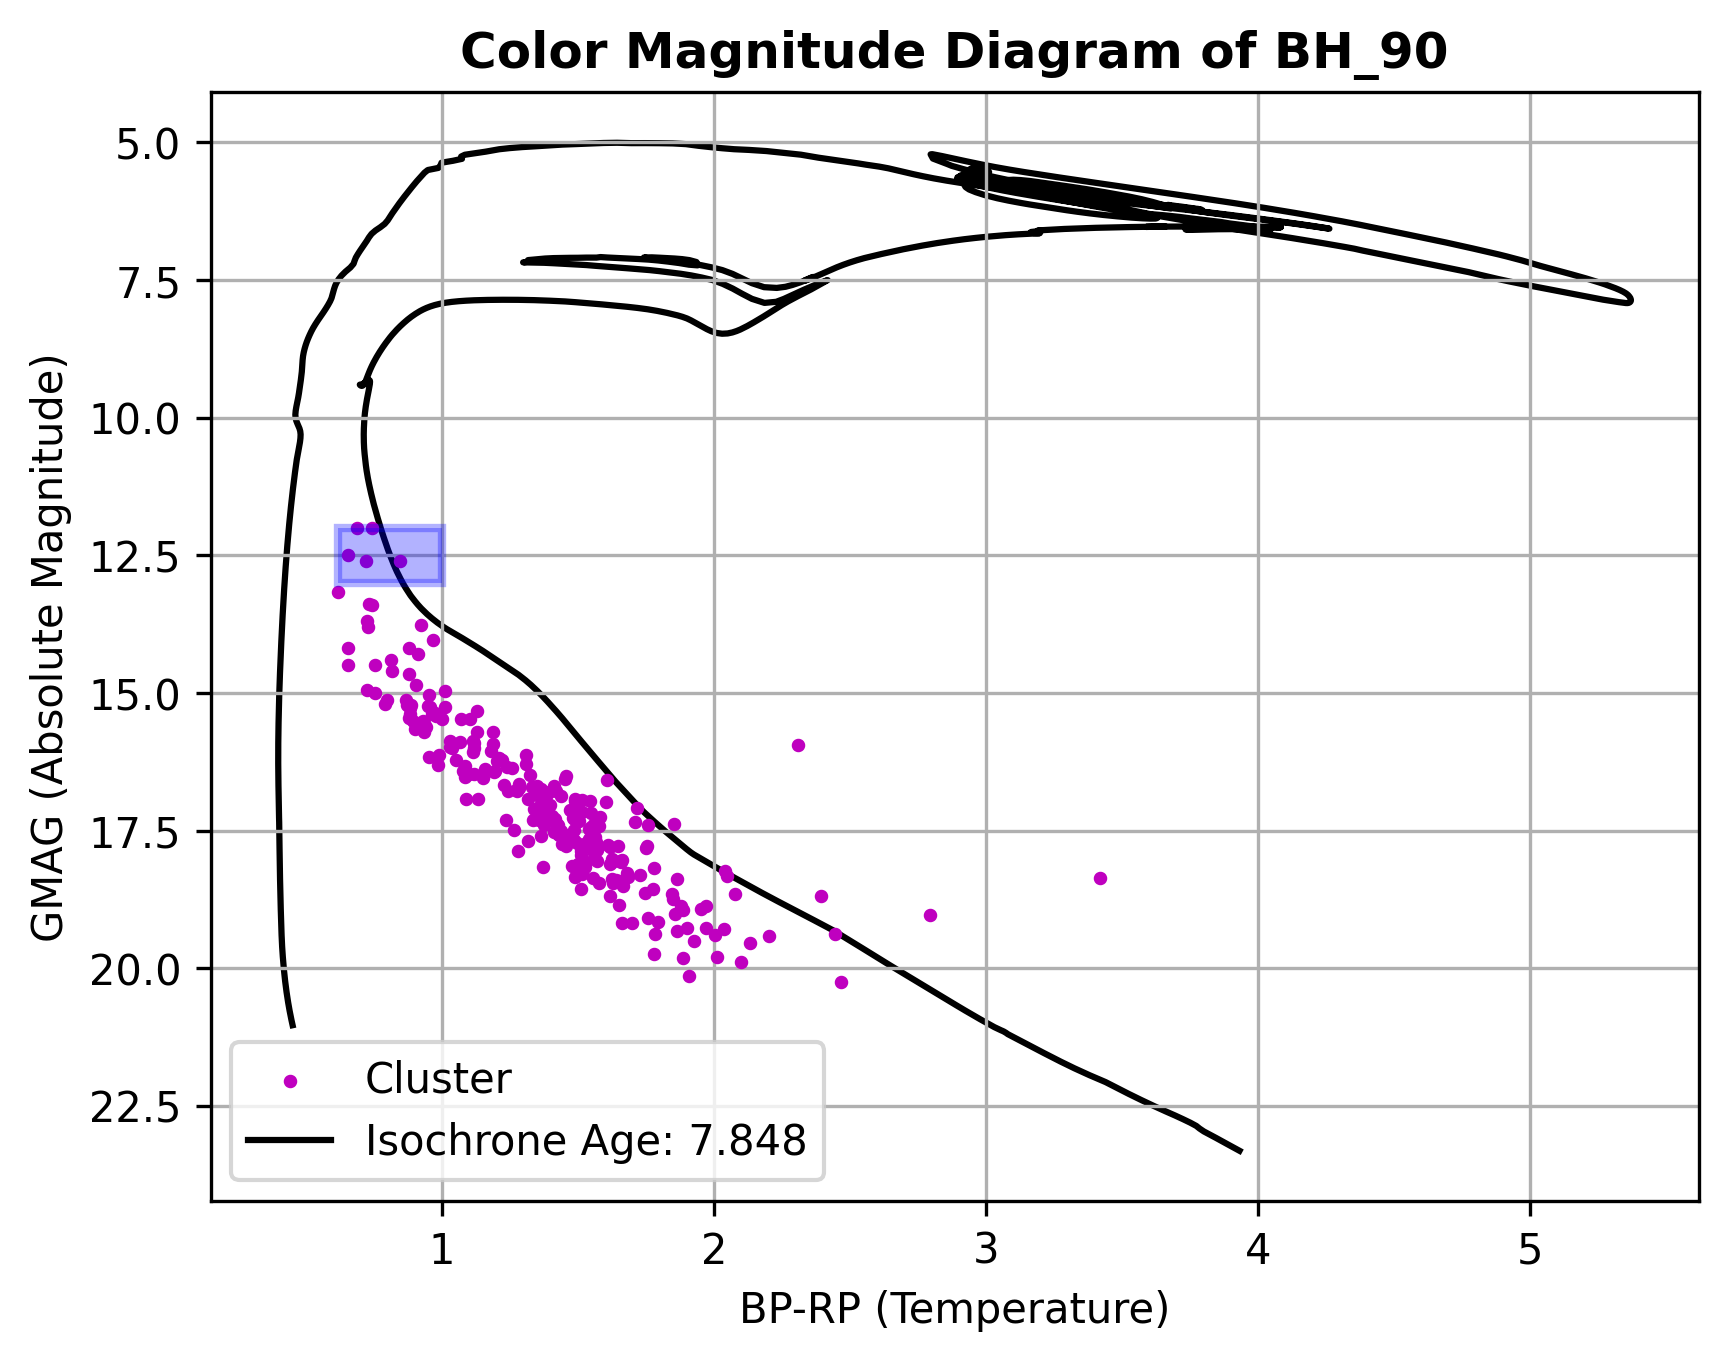 Color Magnitude Diagram of BH_90
GMAG (Absolute Magnitude)
5.0
7.5
10.0
12.5
15.0
17.5
20.0
22.5
Cluster
Isochrone Age: 7.848
1 2 3 4 5
BP-RP (Temperature)